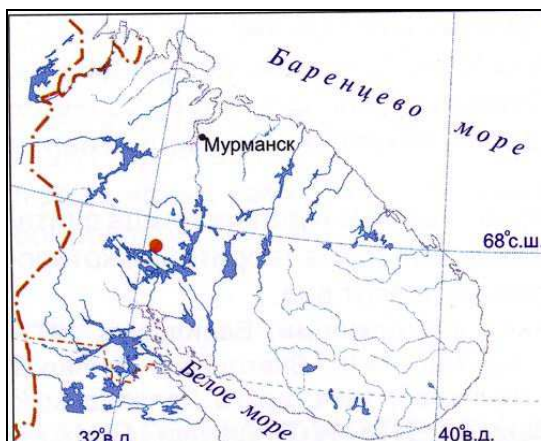 Баренцево море
Мурманск
68°с.ш.
Белое море
32°в.д.
40°в.д.